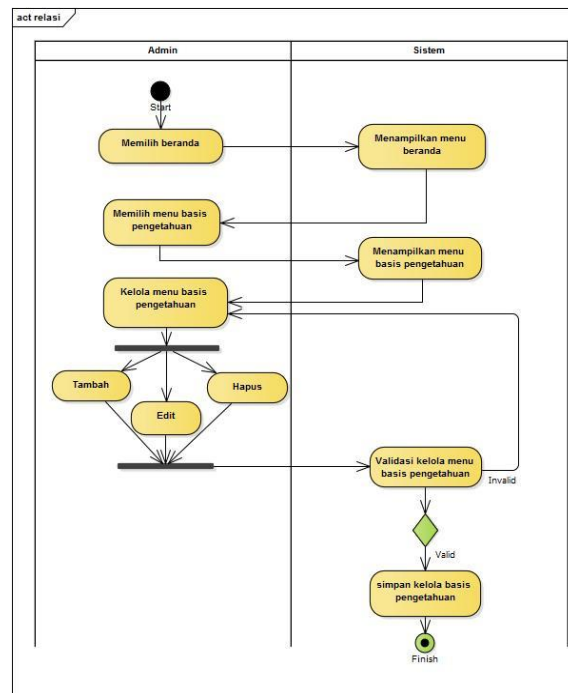 act relasi
Admin
Sistem
Start
Memilih beranda
Menampilkan menu
beranda
Memilih menu basis
pengetahuan
Menampilkan menu
basis pengetahuan
Kelola menu basis
pengetahuan
Tambah
Hapus
Edit
Validasi kelola menu
basis pengetahuan
Invalid
Valid
simpan kelola basis
pengetahuan
Finish